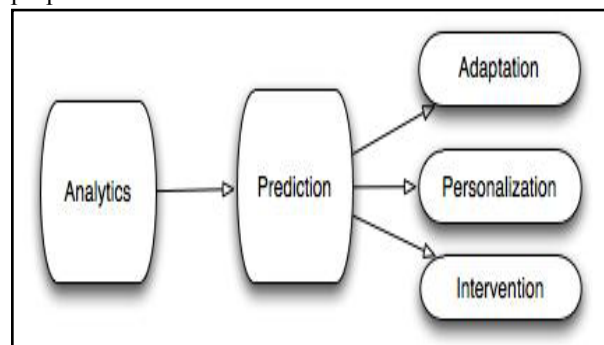 Analytics
Prediction
Adaptation
Personalization
Intervention